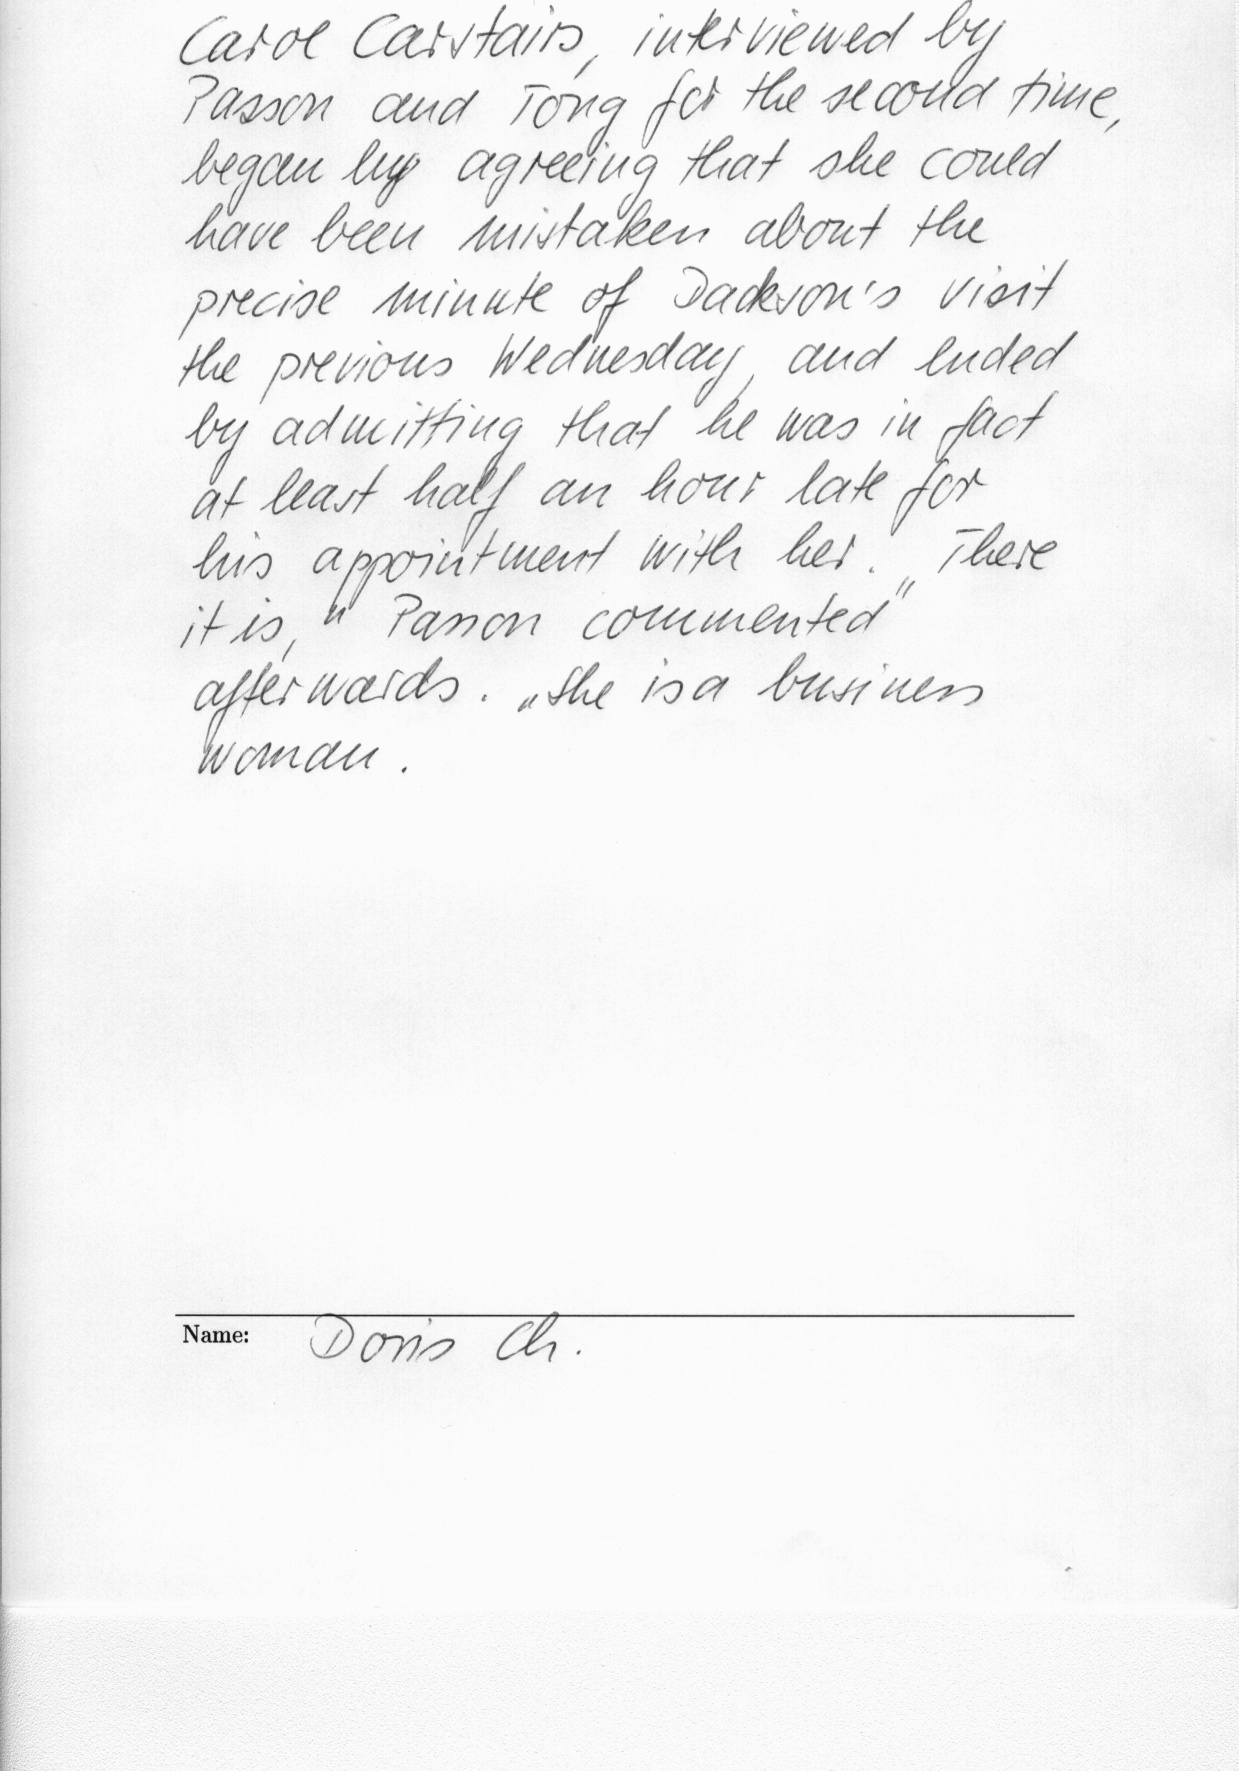 Carol Carstairs, interviewed by
Passon and Tong for the second time,
began by agreeing that she could
have been mistaken about the
precise minute of Dackson's visit
the previous Wednesday, and ended
by admitting that he was in fact
at least half an hour late for
his appointment with her. „There
it is," Passon commented"
afterwards. „She is a business
woman.
Name: Doris Ch.